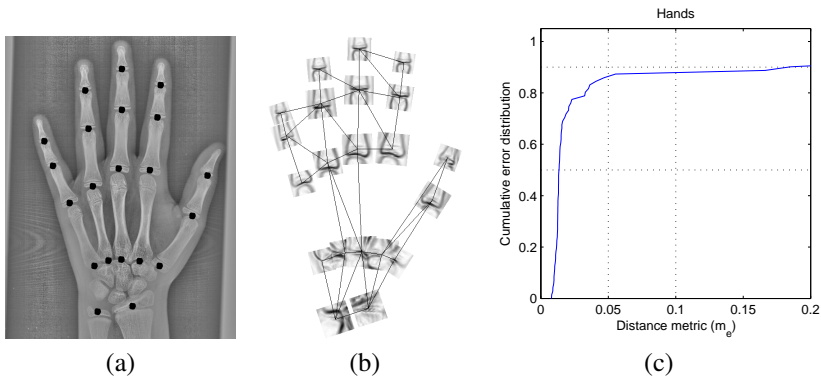 Hands
1
0.8
0.6
0.4
0.2
0
Cumulative error distribution
0 0.05 0.1 0.15 0.2
Distance metric (m_e)
(a) (b) (c)